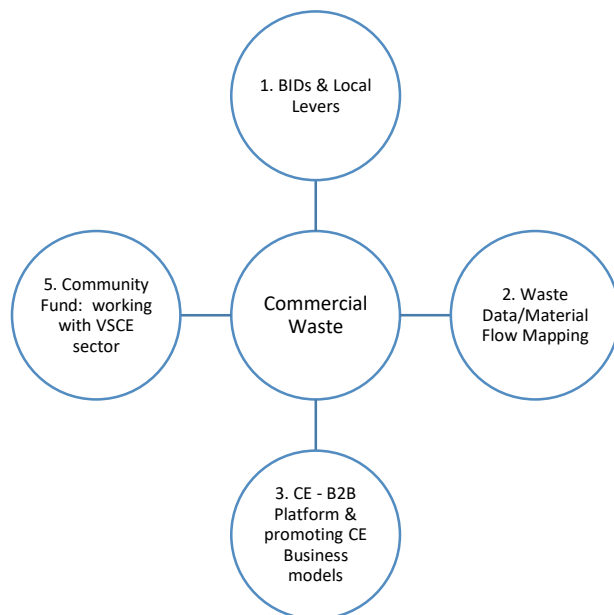 1. BIDs & Local
Levers
5. Community
Fund:  working
with VSCE
sector
Commercial
Waste
2. Waste
Data/Material
Flow Mapping
3. CE - B2B
Platform &
promoting CE
Business
models